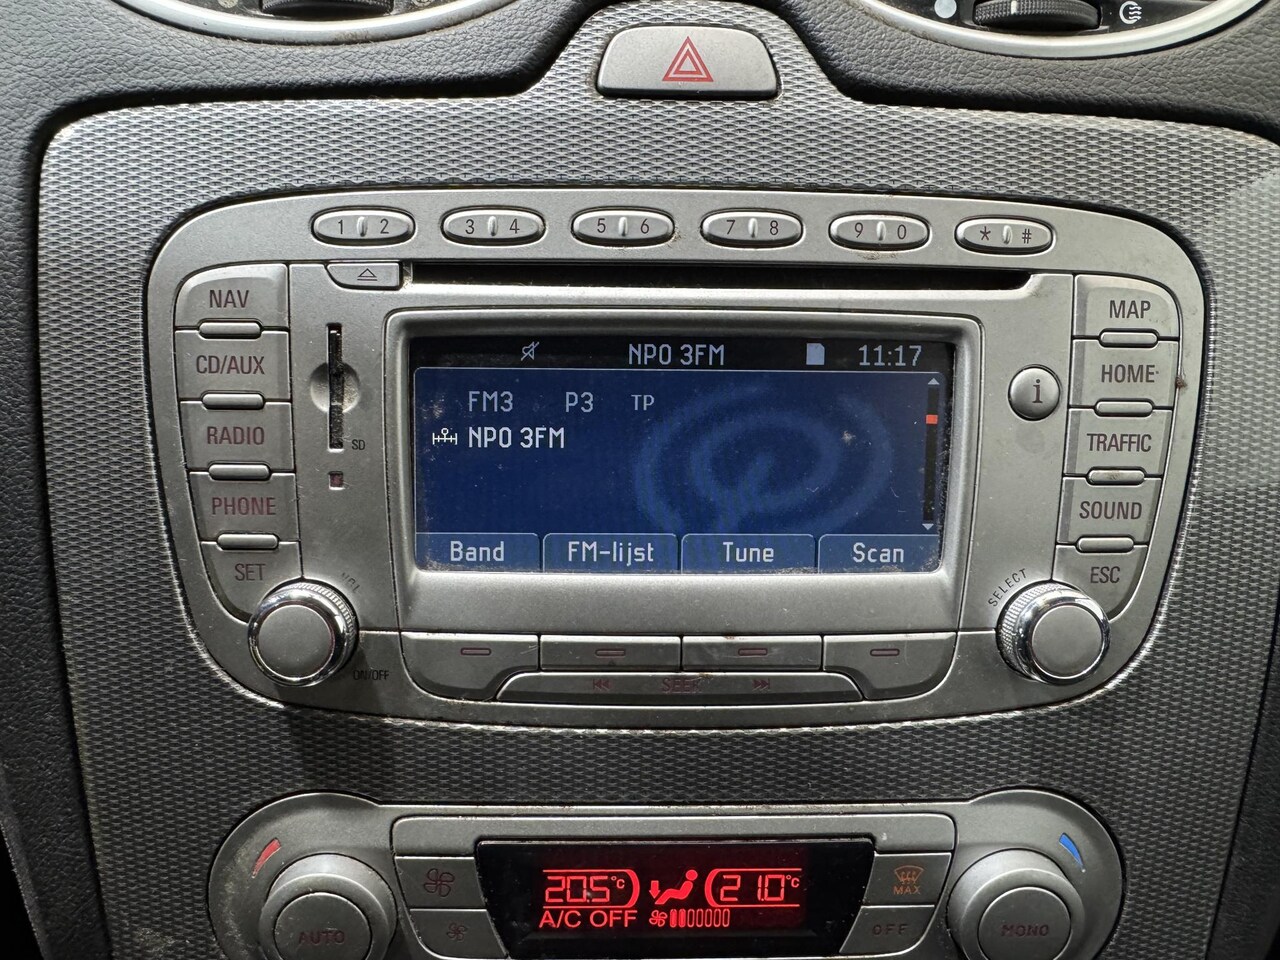 1 2 3 4 5 6 7 8 9 0 * #
NAV
CD/AUX
RADIO
PHONE
SET
SD
VOL
ON/OFF
NPO 3FM 11:17
FM3 P3 TP
NPO 3FM
Band FM-lijst Tune Scan
i
MAP
HOME
TRAFFIC
SOUND
ESC
SELECT
SEEK
20.5°C 21.0°C
A/C OFF
AUTO
MAX
OFF
MONO